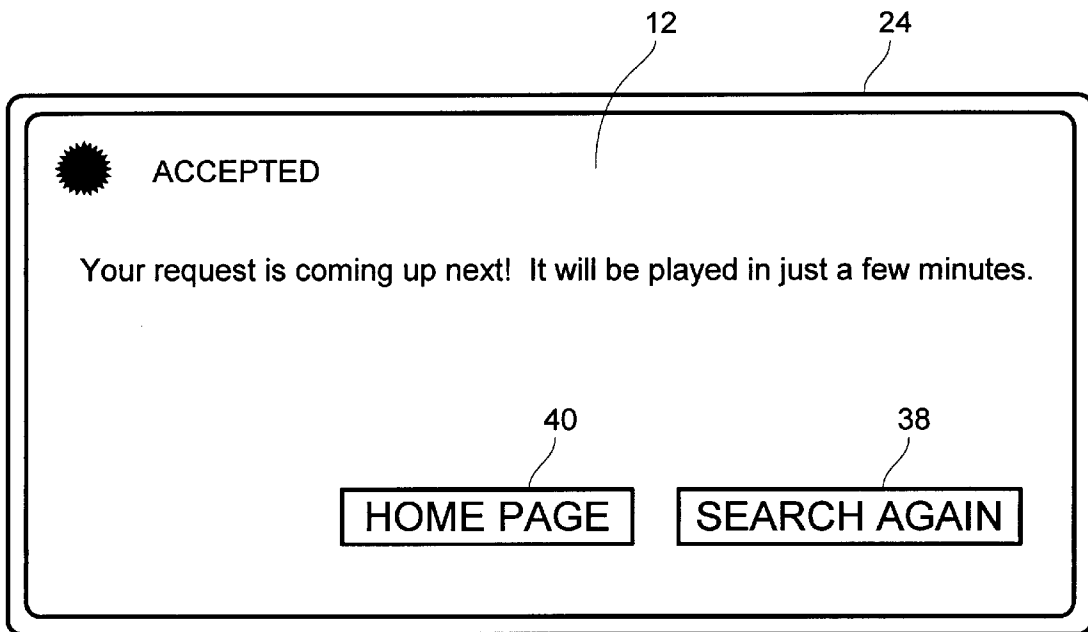 12 24
ACCEPTED
Your request is coming up next! It will be played in just a few minutes.
40 38
HOME PAGE SEARCH AGAIN